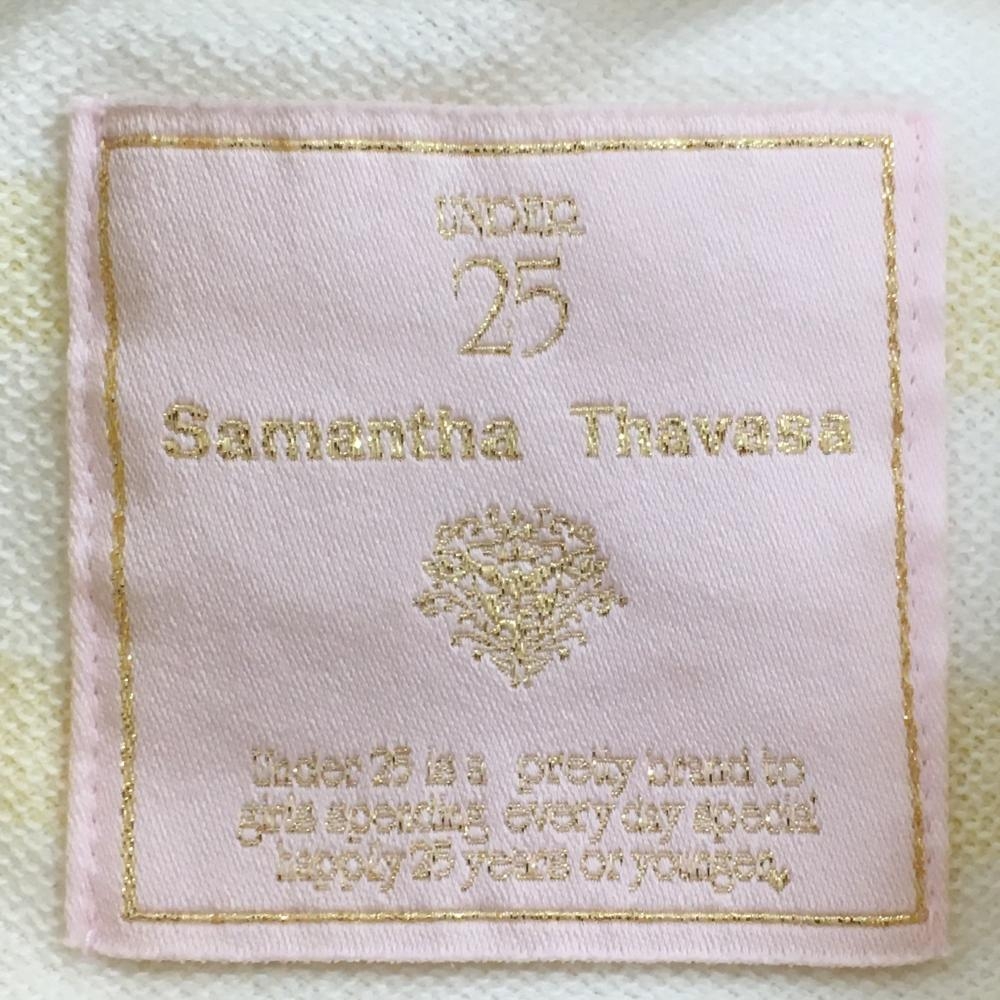 UNDER
25
Samantha Thavasa
Under 25 is a pretty brand to
girls spending every day special
happly 25 years or younger,